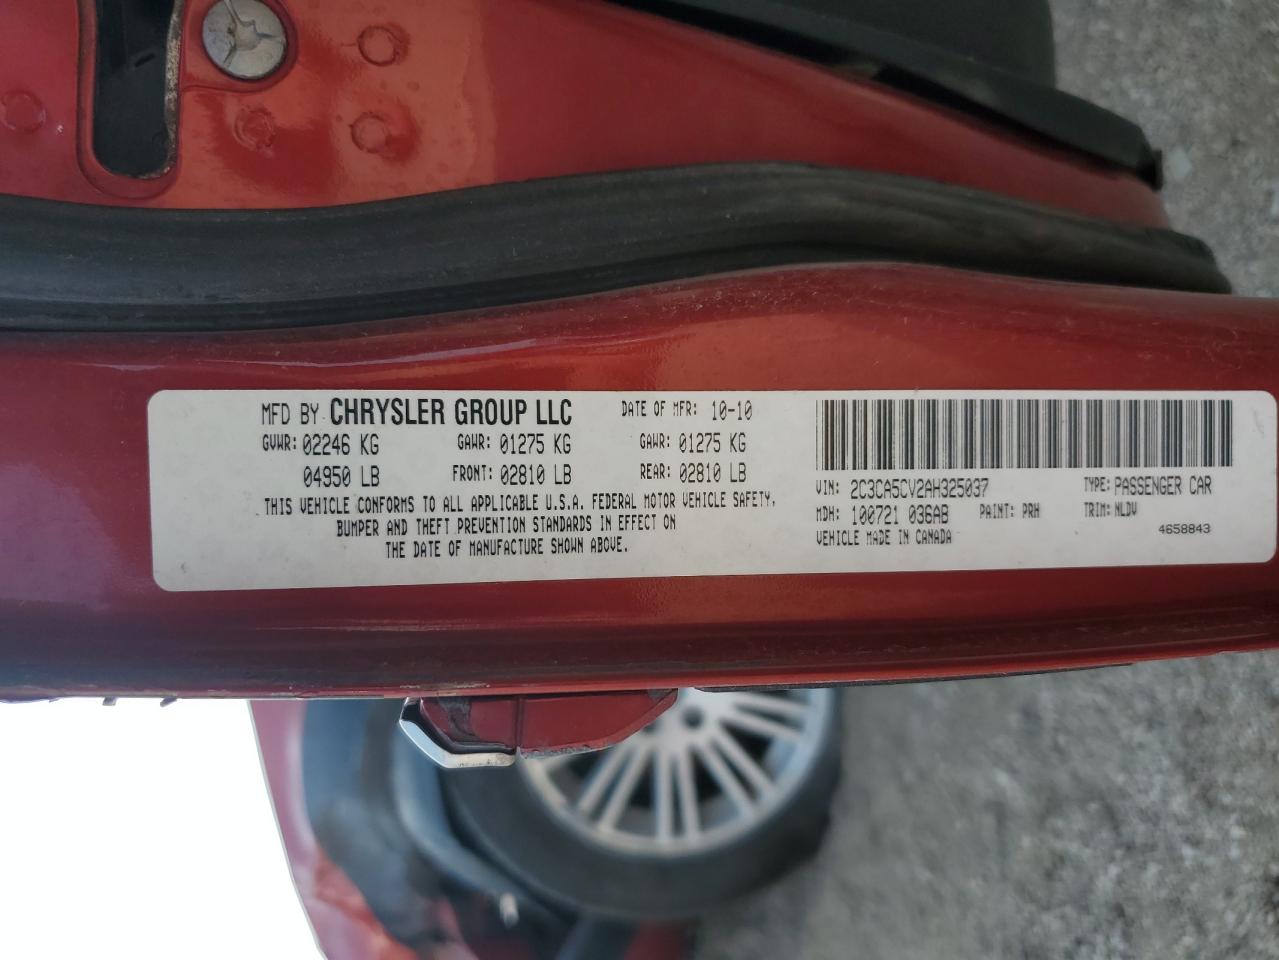 MFD BY CHRYSLER GROUP LLC DATE OF MFR: 10-10
GVWR: 02246 KG GAWR: 01275 KG GAWR: 01275 KG
04950 LB FRONT: 02810 LB REAR: 02810 LB
THIS VEHICLE CONFORMS TO ALL APPLICABLE U.S.A. FEDERAL MOTOR VEHICLE SAFETY,
BUMPER AND THEFT PREVENTION STANDARDS IN EFFECT ON
THE DATE OF MANUFACTURE SHOWN ABOVE.
VIN: 2C3CA5CV2AH325037 TYPE: PASSENGER CAR
MDH: 100721 036AB PAINT: PRH TRIM: NLDV
VEHICLE MADE IN CANADA 4658843